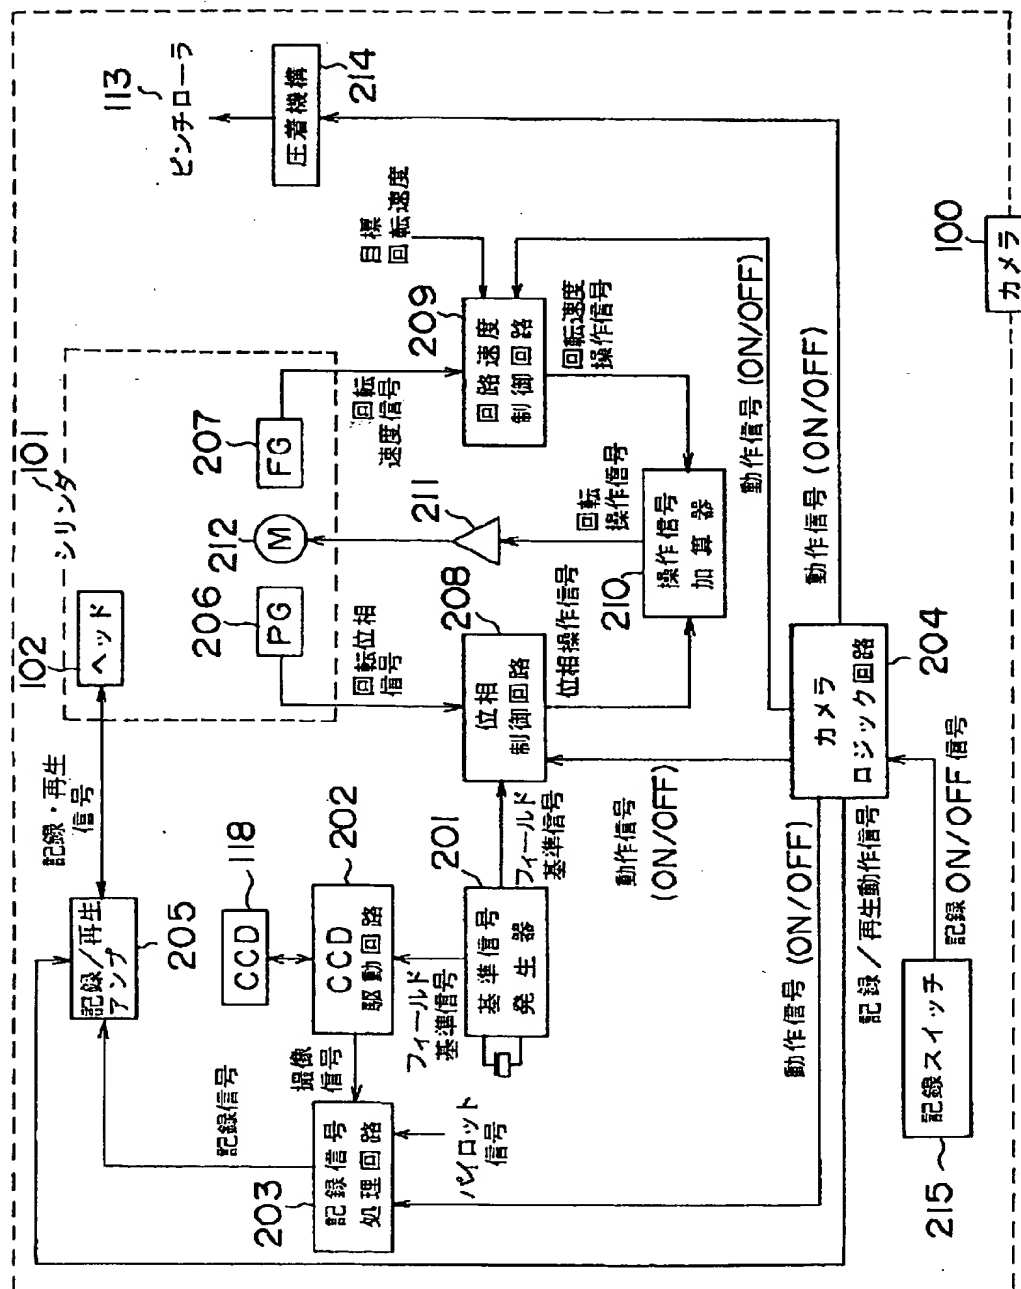 記録・再生
信号
102
ヘッド
シリンダ
101
206
PG
212
M
207
FG
113
ピンチローラ
圧着機構
214
記録/再生
アンプ
205
118
CCD
202
CCD
駆動回路
記録信号
撮像
信号
203
記録信号
処理回路
パイロット
信号
フィールド
基準信号
201
基準信号
発生器
フィールド
基準信号
回転位相
信号
208
位相
制御回路
位相操作信号
211
回転
操作信号
210
操作信号
加算器
回転
速度信号
209
回路速度
制御回路
目標
回転速度
回転速度
操作信号
動作信号
(ON/OFF)
動作信号(ON/OFF)
動作信号(ON/OFF)
動作信号(ON/OFF)
記録/再生動作信号
カメラ
ロジック回路
204
記録ON/OFF信号
215
記録スイッチ
100
カメラ